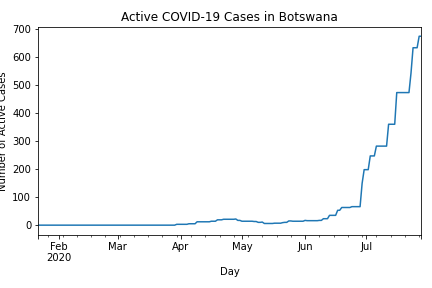 Active COVID-19 Cases in Botswana
Number of Active Cases
700
600
500
400
300
200
100
0
Feb
2020
Mar
Apr
May
Jun
Jul
Day